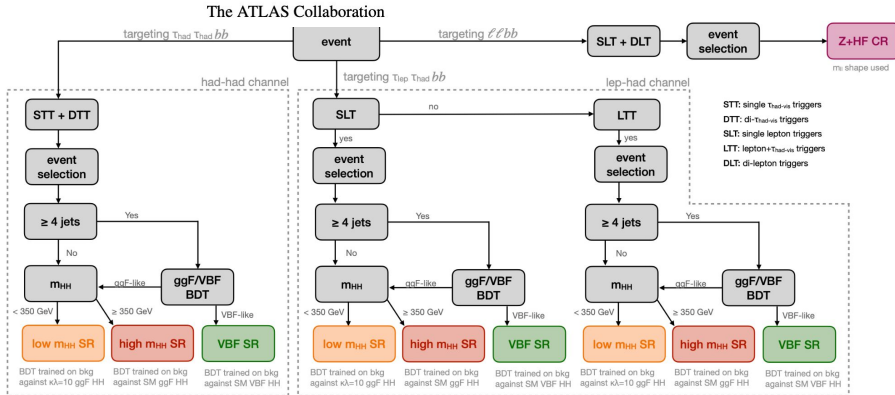 The ATLAS Collaboration
targeting τhad τhad bb
event
targeting ℓℓbb
SLT + DLT
event
selection
Z+HF CR
mℓℓ shape used
targeting τlep τhad bb
had-had channel
lep-had channel
STT + DTT
SLT
no
LTT
STT: single τhad-vis triggers
DTT: di-τhad-vis triggers
SLT: single lepton triggers
LTT: lepton+τhad-vis triggers
DLT: di-lepton triggers
yes
yes
event
selection
event
selection
event
selection
≥ 4 jets
Yes
≥ 4 jets
Yes
≥ 4 jets
Yes
No
No
No
mHH
ggF-like
ggF/VBF
BDT
mHH
ggF-like
ggF/VBF
BDT
mHH
ggF-like
ggF/VBF
BDT
< 350 GeV
≥ 350 GeV
VBF-like
< 350 GeV
≥ 350 GeV
VBF-like
< 350 GeV
≥ 350 GeV
VBF-like
low mHH SR
high mHH SR
VBF SR
low mHH SR
high mHH SR
VBF SR
low mHH SR
high mHH SR
VBF SR
BDT trained on bkg
against κλ=10 ggF HH
BDT trained on bkg
against SM ggF HH
BDT trained on bkg
against SM VBF HH
BDT trained on bkg
against κλ=10 ggF HH
BDT trained on bkg
against SM ggF HH
BDT trained on bkg
against SM VBF HH
BDT trained on bkg
against κλ=10 ggF HH
BDT trained on bkg
against SM ggF HH
BDT trained on bkg
against SM VBF HH